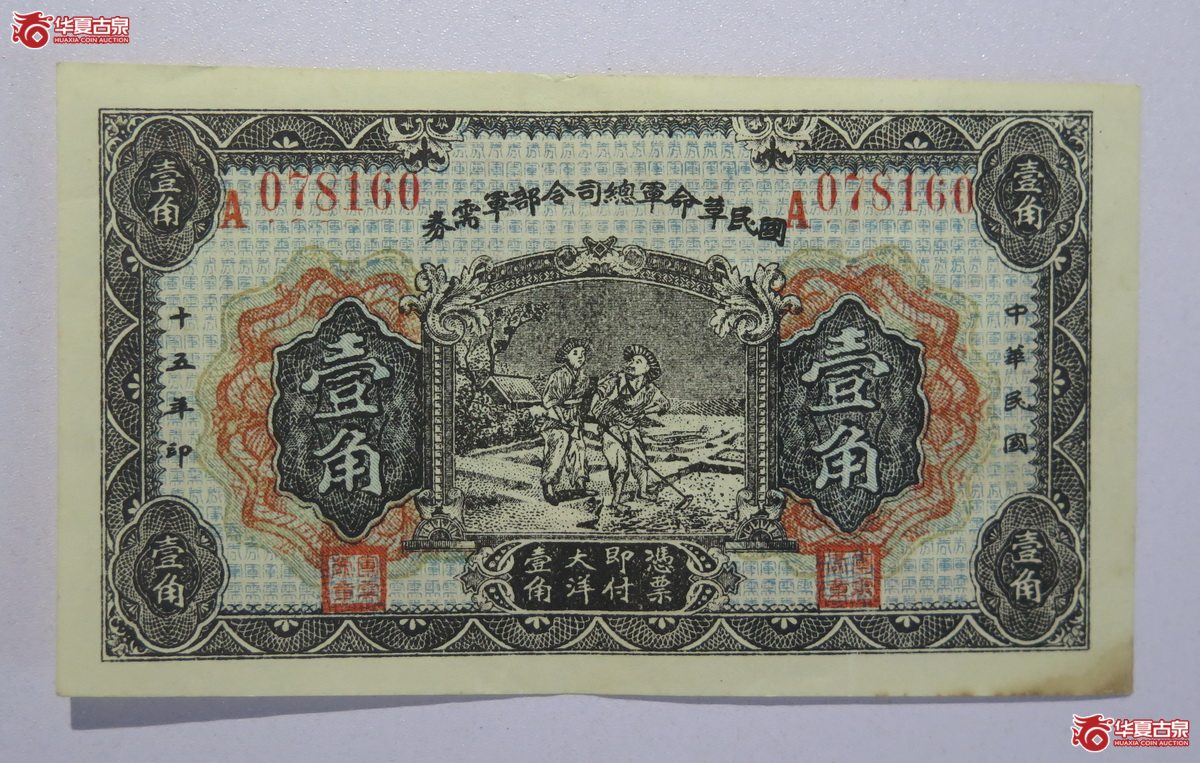 华夏古泉
HUAXIA COIN AUCTION
壹角
壹角
A 078160
A 078160
國民革命軍總司令部軍需券
中華民國
十五年印
壹角
壹角
憑票
即付
大洋
壹角
壹角
壹角
华夏古泉
HUAXIA COIN AUCTION